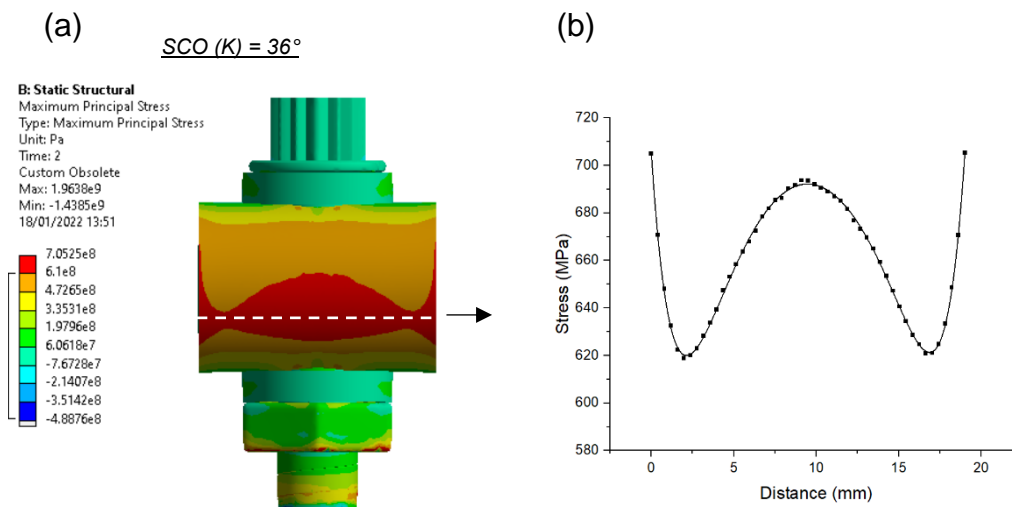 (a)
SCO (K) = 36°
B: Static Structural
Maximum Principal Stress
Type: Maximum Principal Stress
Unit: Pa
Time: 2
Custom Obsolete
Max: 1.9638e9
Min: -1.4385e9
18/01/2022 13:51
7.0525e8
6.1e8
4.7265e8
3.3531e8
1.9796e8
6.0618e7
-7.6728e7
-2.1407e8
-3.5142e8
-4.8876e8
(b)
720
700
680
660
640
620
600
580
Stress (MPa)
0 5 10 15 20
Distance (mm)